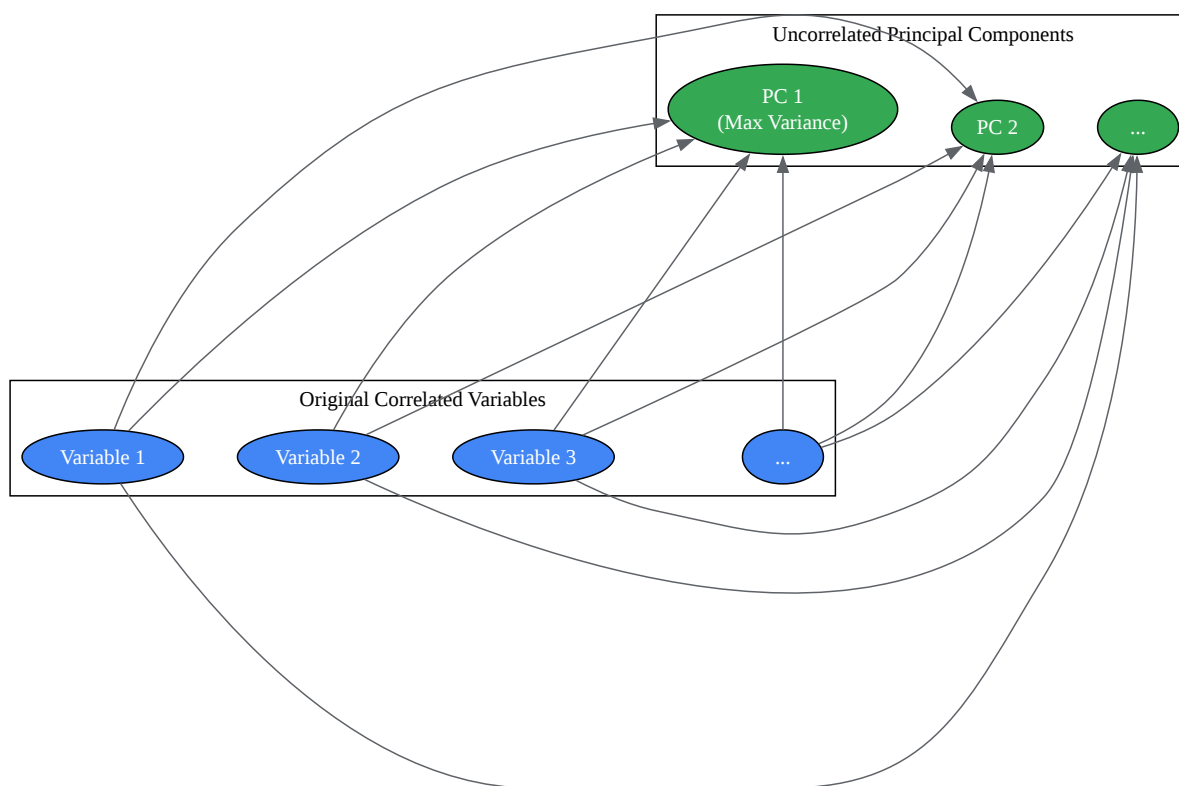 Uncorrelated Principal Components
PC 1
(Max Variance)
PC 2
...
Original Correlated Variables
Variable 1
Variable 2
Variable 3
...